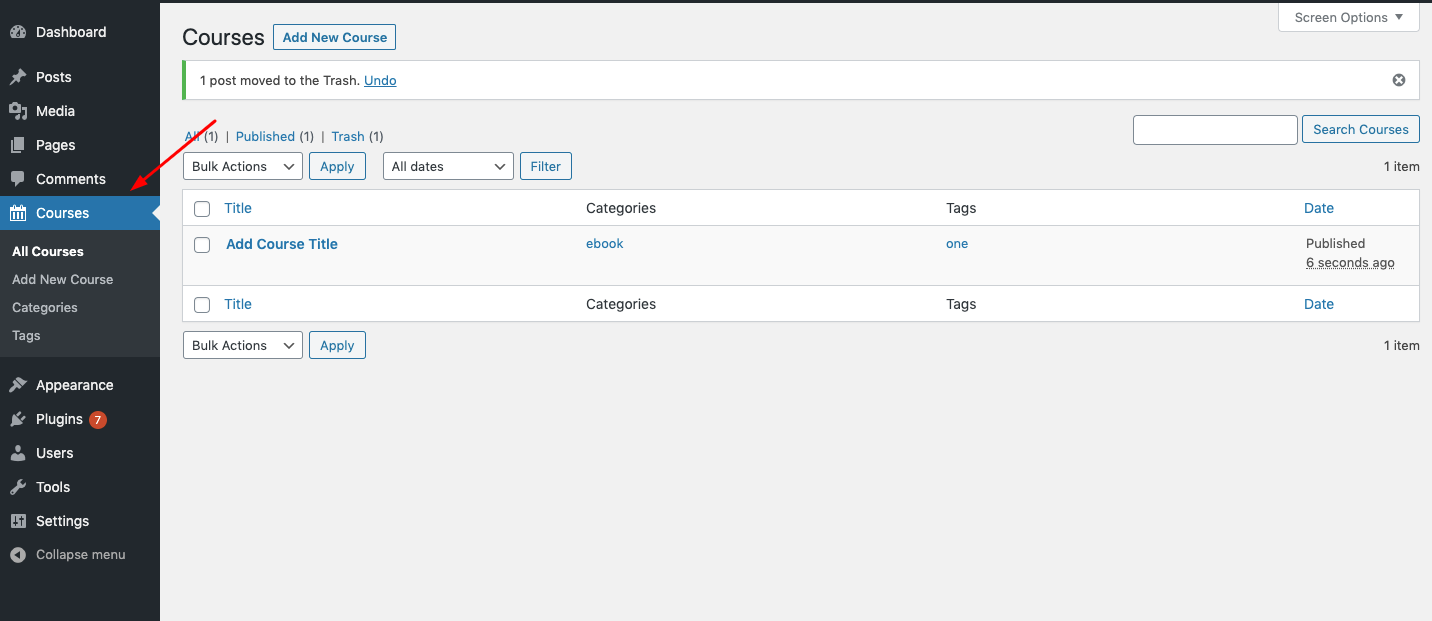 Dashboard
Posts
Media
Pages
Comments
Courses
All Courses
Add New Course
Categories
Tags
Appearance
Plugins 7
Users
Tools
Settings
Collapse menu
Screen Options
Courses Add New Course
1 post moved to the Trash. Undo
All (1) | Published (1) | Trash (1)
Search Courses
Bulk Actions Apply All dates Filter 1 item
Title Categories Tags Date
Add Course Title ebook one Published
6 seconds ago
Title Categories Tags Date
Bulk Actions Apply 1 item